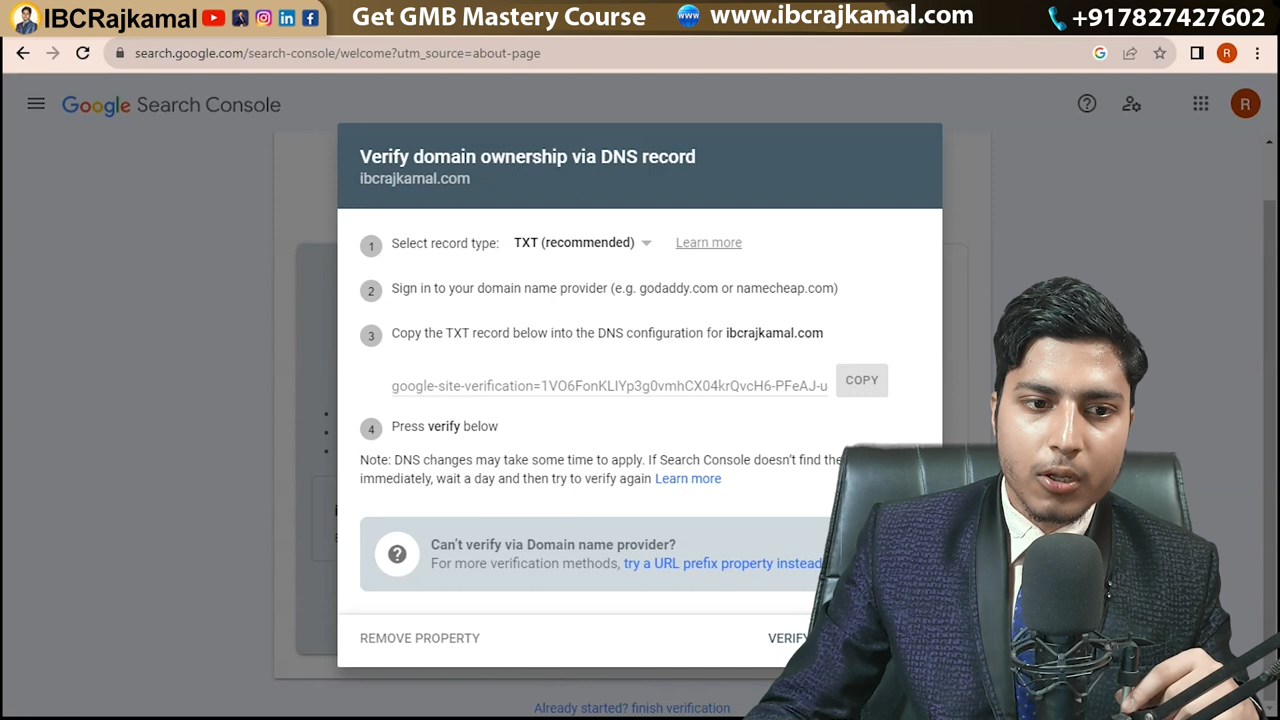 IBCRajkamal
Get GMB Mastery Course
www.ibcrajkamal.com
+917827427602
search.google.com/search-console/welcome?utm_source=about-page
R
Google Search Console
R
Verify domain ownership via DNS record
ibcrajkamal.com
1 Select record type: TXT (recommended) Learn more
2 Sign in to your domain name provider (e.g. godaddy.com or namecheap.com)
3 Copy the TXT record below into the DNS configuration for ibcrajkamal.com
google-site-verification=1VO6FonKLIYp3g0vmhCX04krQvcH6-PFeAJ-u
COPY
4 Press verify below
Note: DNS changes may take some time to apply. If Search Console doesn't find the
immediately, wait a day and then try to verify again Learn more
Can't verify via Domain name provider?
For more verification methods, try a URL prefix property instead
REMOVE PROPERTY
VERIFY
Already started? finish verification